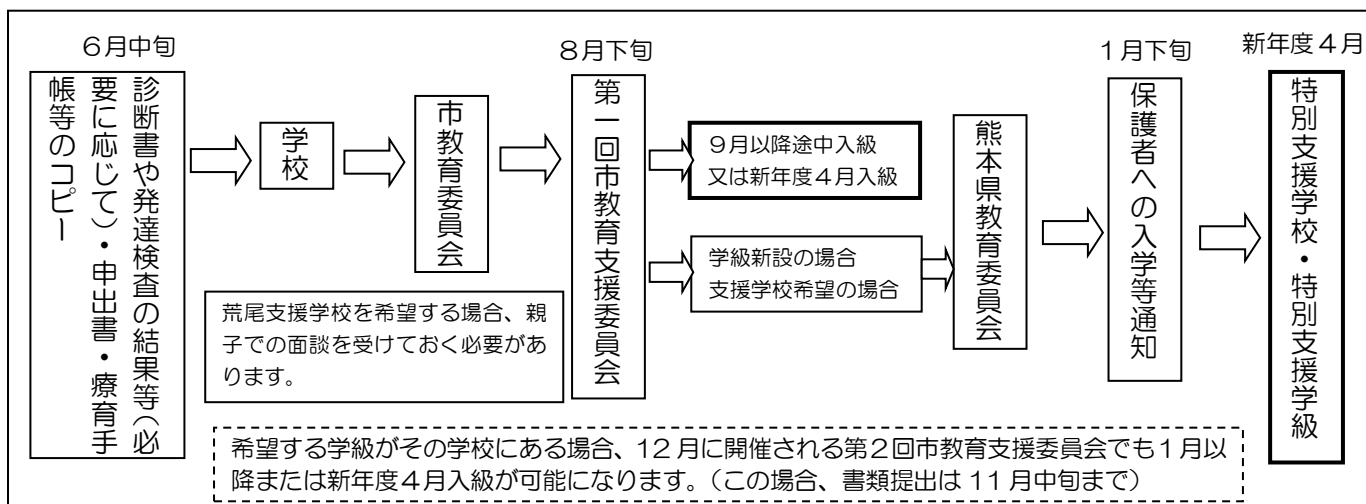 6月中旬
診断書や発達検査の結果等(必
要に応じて)・申出書・療育手
帳等のコピー
学校
市教育委員会
8月下旬
第一回市教育支援委員会
9月以降途中入級
又は新年度4月入級
学級新設の場合
支援学校希望の場合
熊本県教育委員会
1月下旬
保護者への入学等通知
新年度4月
特別支援学校・特別支援学級
荒尾支援学校を希望する場合、親
子での面談を受けておく必要があ
ります。
希望する学級がその学校にある場合、12月に開催される第2回市教育支援委員会でも1月以
降または新年度4月入級が可能になります。(この場合、書類提出は11月中旬まで)